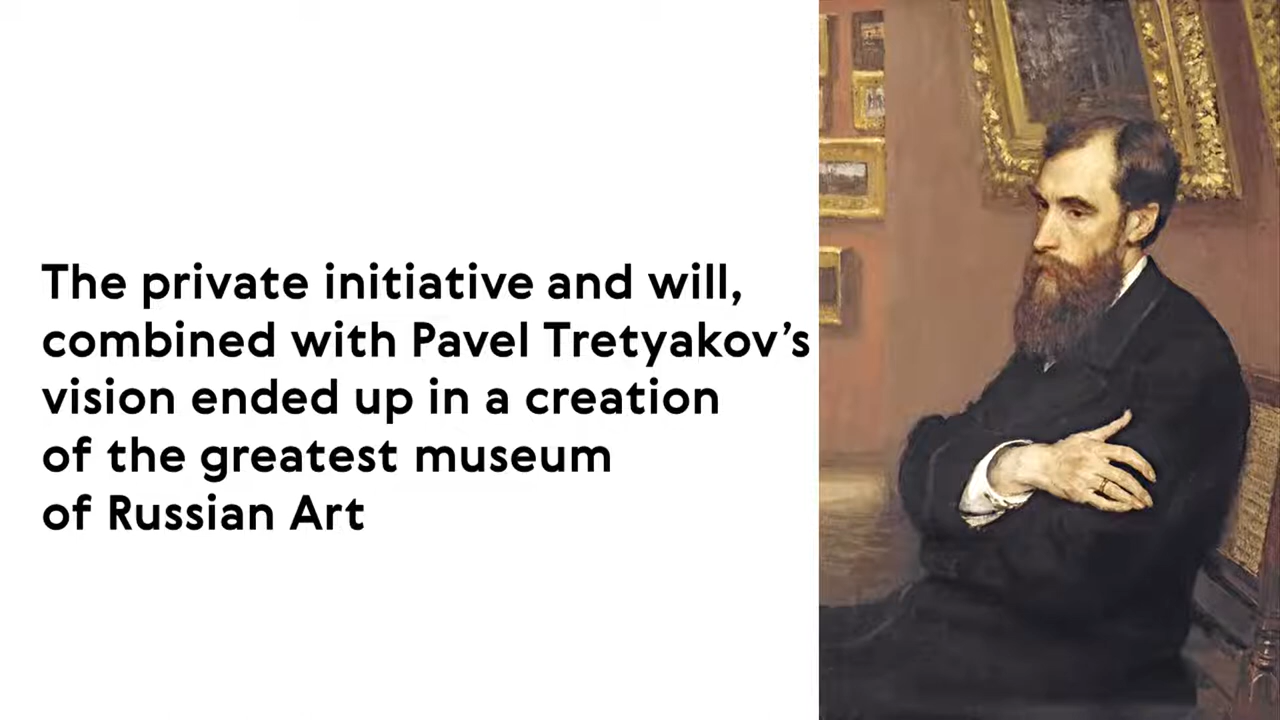 The private initiative and will,
combined with Pavel Tretyakov’s
vision ended up in a creation
of the greatest museum
of Russian Art